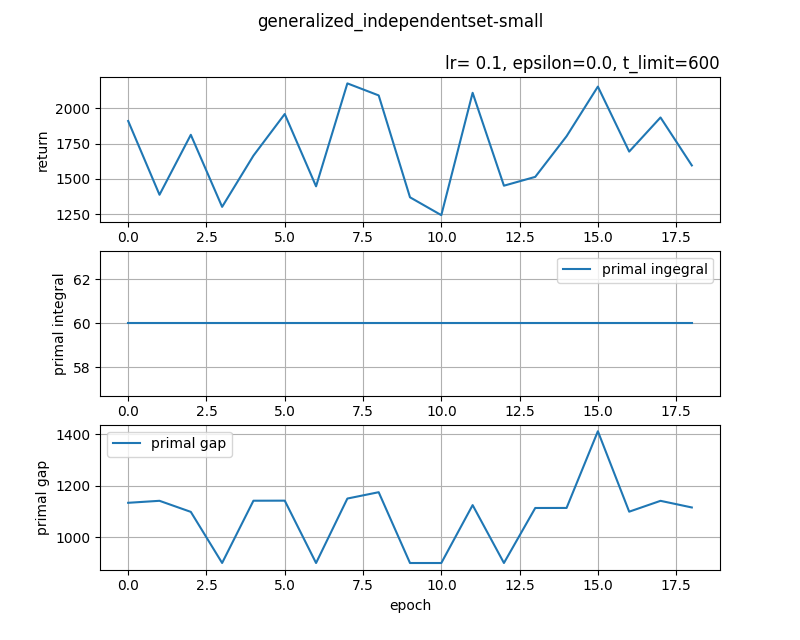 generalized_independentset-small
lr= 0.1, epsilon=0.0, t_limit=600
return
2000
1750
1500
1250
0.0 2.5 5.0 7.5 10.0 12.5 15.0 17.5
primal integral
62
60
58
primal ingegral
0.0 2.5 5.0 7.5 10.0 12.5 15.0 17.5
primal gap
1400
1200
1000
primal gap
0.0 2.5 5.0 7.5 10.0 12.5 15.0 17.5
epoch